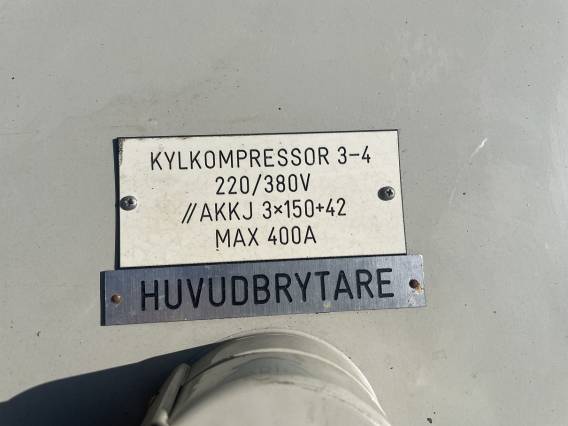 KYLKOMPRESSOR 3-4
220/380V
//AKKJ 3×150+42
MAX 400A
HUVUDBRYTARE